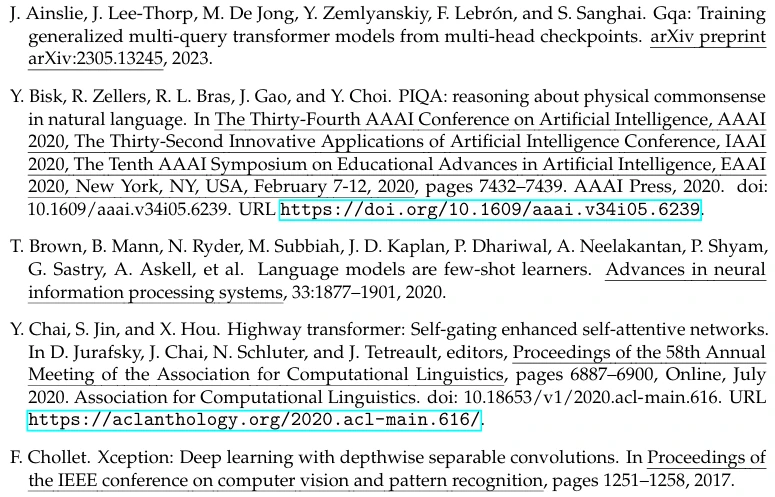 J. Ainslie, J. Lee-Thorp, M. De Jong, Y. Zemlyanskiy, F. Lebrón, and S. Sanghai. Gqa: Training
generalized multi-query transformer models from multi-head checkpoints. arXiv preprint
arXiv:2305.13245, 2023.
Y. Bisk, R. Zellers, R. L. Bras, J. Gao, and Y. Choi. PIQA: reasoning about physical commonsense
in natural language. In The Thirty-Fourth AAAI Conference on Artificial Intelligence, AAAI
2020, The Thirty-Second Innovative Applications of Artificial Intelligence Conference, IAAI
2020, The Tenth AAAI Symposium on Educational Advances in Artificial Intelligence, EAAI
2020, New York, NY, USA, February 7-12, 2020, pages 7432–7439. AAAI Press, 2020. doi:
10.1609/aaai.v34i05.6239. URL https://doi.org/10.1609/aaai.v34i05.6239.
T. Brown, B. Mann, N. Ryder, M. Subbiah, J. D. Kaplan, P. Dhariwal, A. Neelakantan, P. Shyam,
G. Sastry, A. Askell, et al. Language models are few-shot learners. Advances in neural
information processing systems, 33:1877–1901, 2020.
Y. Chai, S. Jin, and X. Hou. Highway transformer: Self-gating enhanced self-attentive networks.
In D. Jurafsky, J. Chai, N. Schluter, and J. Tetreault, editors, Proceedings of the 58th Annual
Meeting of the Association for Computational Linguistics, pages 6887–6900, Online, July
2020. Association for Computational Linguistics. doi: 10.18653/v1/2020.acl-main.616. URL
https://aclanthology.org/2020.acl-main.616/.
F. Chollet. Xception: Deep learning with depthwise separable convolutions. In Proceedings of
the IEEE conference on computer vision and pattern recognition, pages 1251–1258, 2017.